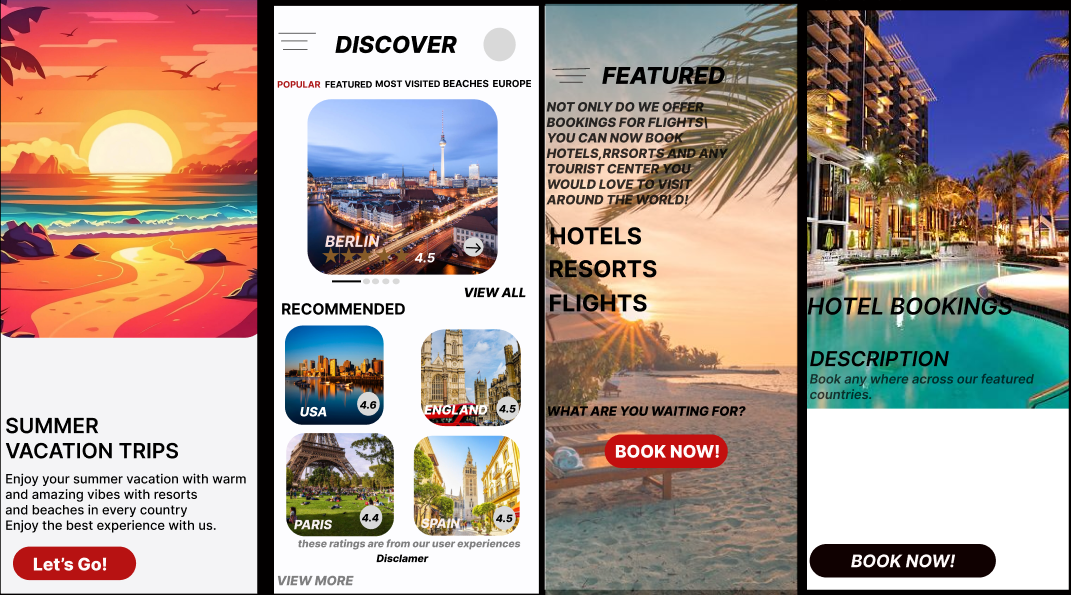 SUMMER
VACATION TRIPS
Enjoy your summer vacation with warm
and amazing vibes with resorts
and beaches in every country
Enjoy the best experience with us.
Let's Go!
DISCOVER
POPULAR FEATURED MOST VISITED BEACHES EUROPE
BERLIN
4.5
VIEW ALL
RECOMMENDED
USA 4.6
ENGLAND 4.5
PARIS 4.4
SPAIN 4.5
these ratings are from our user experiences
Disclamer
VIEW MORE
FEATURED
NOT ONLY DO WE OFFER
BOOKINGS FOR FLIGHTS\
YOU CAN NOW BOOK
HOTELS,RRSORTS AND ANY
TOURIST CENTER YOU
WOULD LOVE TO VISIT
AROUND THE WORLD!
HOTELS
RESORTS
FLIGHTS
WHAT ARE YOU WAITING FOR?
BOOK NOW!
HOTEL BOOKINGS
DESCRIPTION
Book any where across our featured
countries.
BOOK NOW!